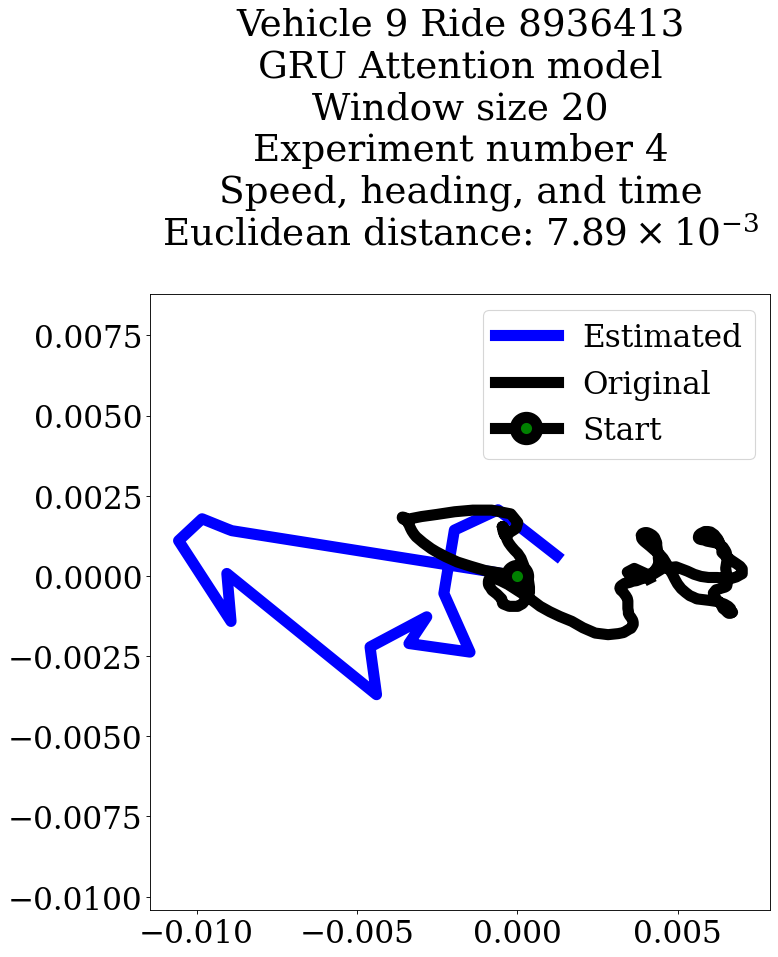 Vehicle 9 Ride 8936413
GRU Attention model
Window size 20
Experiment number 4
Speed, heading, and time
Euclidean distance: 7.89 × 10⁻³
Estimated
Original
Start
0.0075
0.0050
0.0025
0.0000
−0.0025
−0.0050
−0.0075
−0.0100
−0.010 −0.005 0.000 0.005